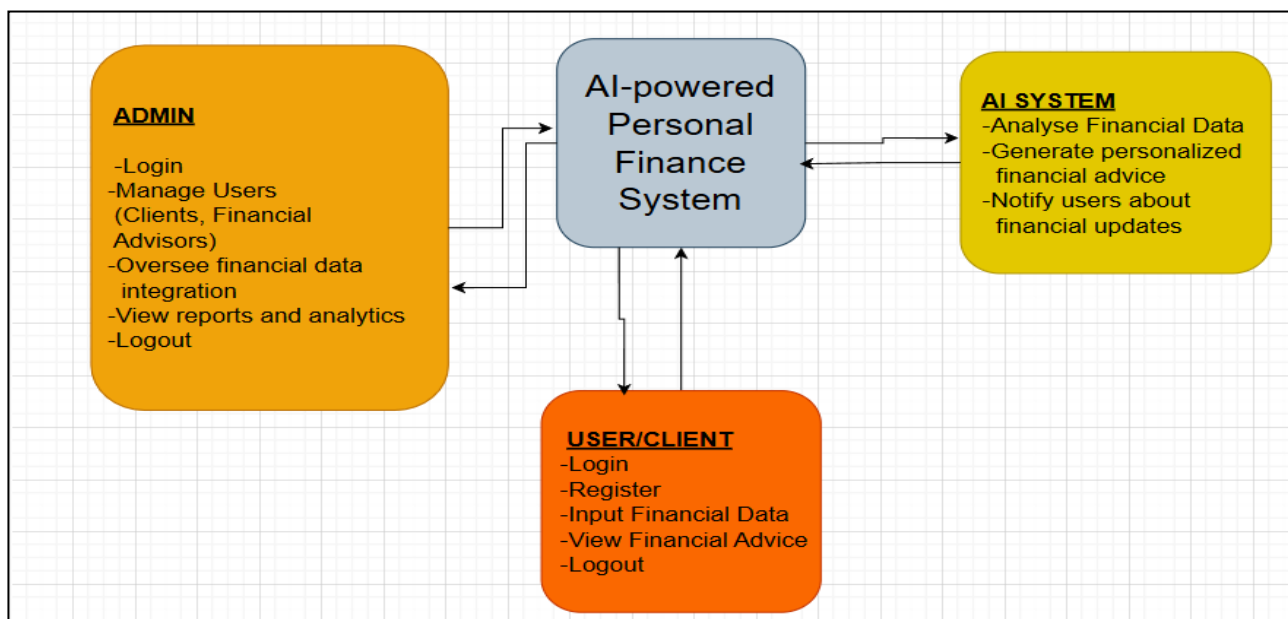 ADMIN
-Login
-Manage Users
(Clients, Financial
Advisors)
-Oversee financial data
integration
-View reports and analytics
-Logout
AI-powered
Personal
Finance
System
AI SYSTEM
-Analyse Financial Data
-Generate personalized
financial advice
-Notify users about
financial updates
USER/CLIENT
-Login
-Register
-Input Financial Data
-View Financial Advice
-Logout